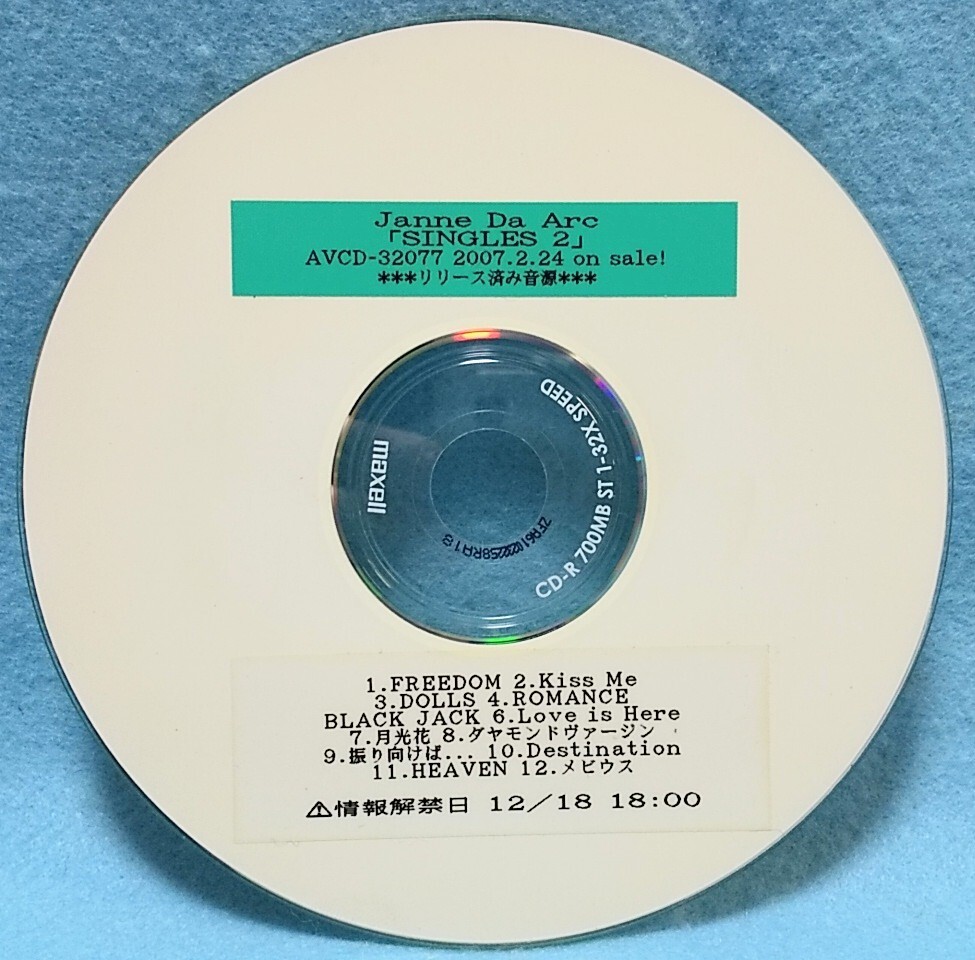 Janne Da Arc
「SINGLES 2」
AVCD-32077 2007.2.24 on sale!
***リリース済み音源***
maxell
CD-R 700MB ST 1-32X SPEED
1.FREEDOM 2.Kiss Me
3.DOLLS 4.ROMANCE
BLACK JACK 6.Love is Here
7.月光花 8.ダヤモンドヴァージン
9.振り向けば... 10.Destination
11.HEAVEN 12.メビウス
⚠情報解禁日 12/18 18:00